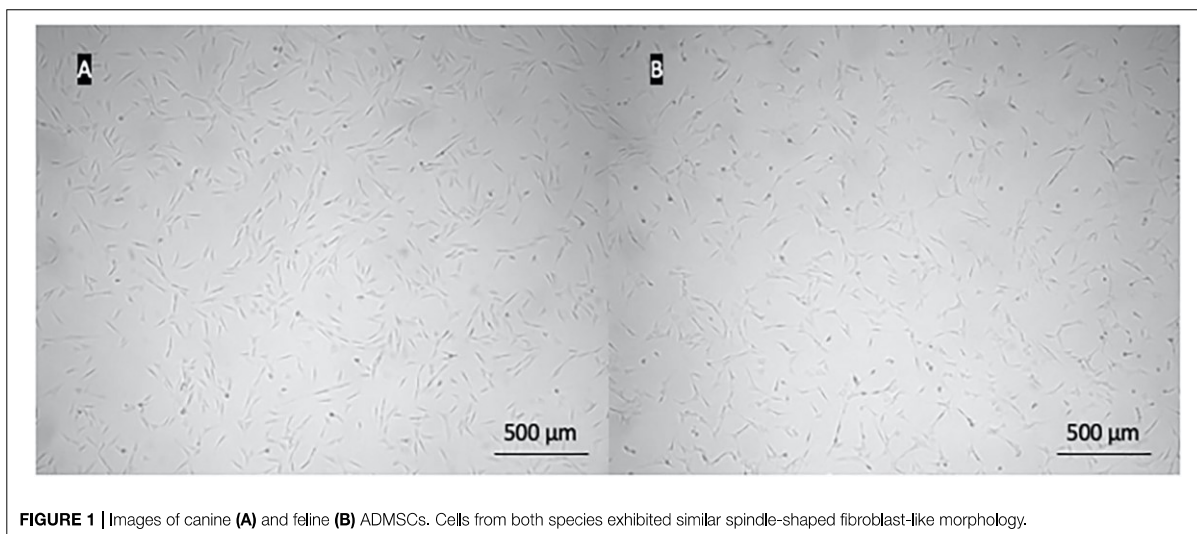 A
B
500 µm
500 µm
FIGURE 1 | Images of canine (A) and feline (B) ADMSCs. Cells from both species exhibited similar spindle-shaped fibroblast-like morphology.